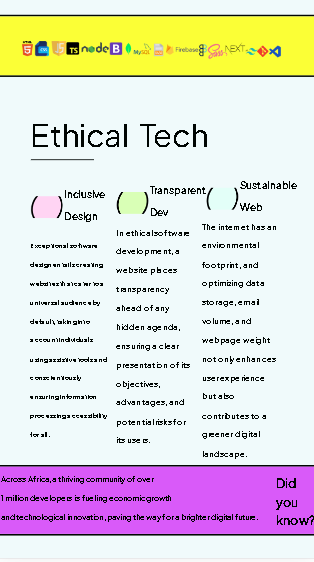 node
B
MySQL
Firebase
Sass
NEXT
Ethical Tech
Inclusive
Design
Exceptional software
design entails creating
websites that cater to a
universal audience by
default, taking into
account individuals
using assistive tools and
conscientiously
ensuring information
processing accessibility
for all.
Transparent
Dev
In ethical software
development, a
website places
transparency
ahead of any
hidden agenda,
ensuring a clear
presentation of its
objectives,
advantages, and
potential risks for
its users.
Sustainable
Web
The internet has an
environmental
footprint, and
optimizing data
storage, email
volume, and
webpage weight
not only enhances
user experience
but also
contributes to a
greener digital
landscape.
Across Africa, a thriving community of over
1 million developers is fueling economic growth
and technological innovation, paving the way for a brighter digital future.
Did
you
know?